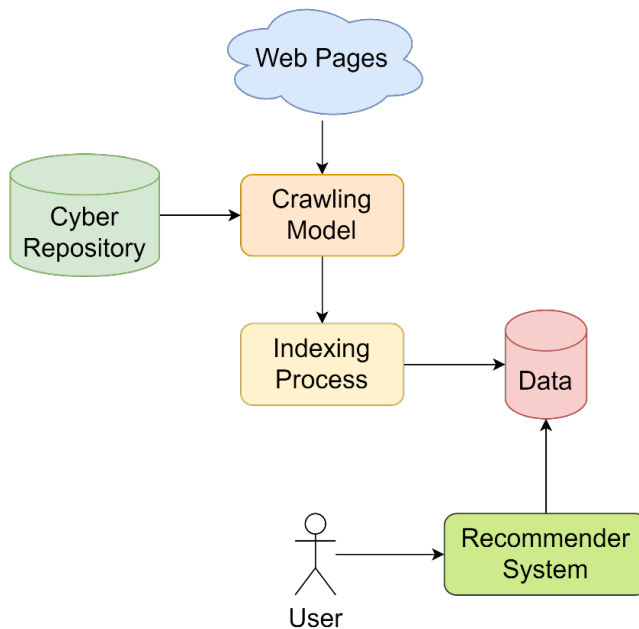 Web Pages
Cyber
Repository
Crawling
Model
Indexing
Process
Data
Recommender
System
User